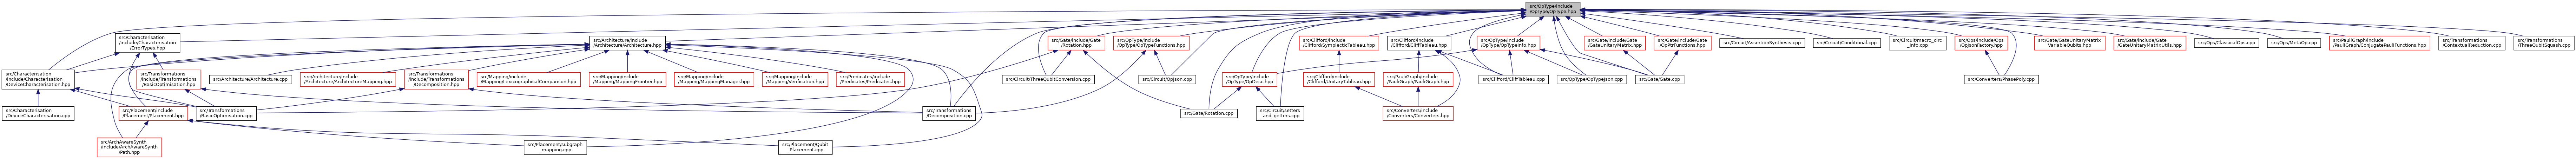 src/OpType/include
/OpType/OpType.hpp
src/Characterisation
/include/Characterisation
/ErrorTypes.hpp
src/Architecture/include
/Architecture/Architecture.hpp
src/Gate/include/Gate
/Rotation.hpp
src/OpType/include
/OpType/OpTypeFunctions.hpp
src/Clifford/include
/Clifford/SymplecticTableau.hpp
src/Clifford/include
/Clifford/CliffTableau.hpp
src/OpType/include
/OpType/OpTypeInfo.hpp
src/Gate/include/Gate
/GateUnitaryMatrix.hpp
src/Gate/include/Gate
/OpPtrFunctions.hpp
src/Circuit/AssertionSynthesis.cpp
src/Circuit/Conditional.cpp
src/Circuit/macro_circ
_info.cpp
src/Ops/include/Ops
/OpJsonFactory.hpp
src/Gate/GateUnitaryMatrix
VariableQubits.hpp
src/Gate/include/Gate
/GateUnitaryMatrixUtils.hpp
src/Ops/ClassicalOps.cpp
src/Ops/MetaOp.cpp
src/PauliGraph/include
/PauliGraph/ConjugatePauliFunctions.hpp
src/Transformations
/ContextualReduction.cpp
src/Transformations
/ThreeQubitSquash.cpp
src/Characterisation
/include/Characterisation
/DeviceCharacterisation.hpp
src/Transformations
/include/Transformations
/BasicOptimisation.hpp
src/Architecture/Architecture.cpp
src/Architecture/include
/Architecture/ArchitectureMapping.hpp
src/Transformations
/include/Transformations
/Decomposition.hpp
src/Mapping/include
/Mapping/LexicographicalComparison.hpp
src/Mapping/include
/Mapping/MappingFrontier.hpp
src/Mapping/include
/Mapping/MappingManager.hpp
src/Mapping/include
/Mapping/Verification.hpp
src/Predicates/include
/Predicates/Predicates.hpp
src/Circuit/ThreeQubitConversion.cpp
src/Circuit/OpJson.cpp
src/OpType/include
/OpType/OpDesc.hpp
src/Clifford/include
/Clifford/UnitaryTableau.hpp
src/PauliGraph/include
/PauliGraph/PauliGraph.hpp
src/Clifford/CliffTableau.cpp
src/OpType/OpTypeJson.cpp
src/Gate/Gate.cpp
src/Converters/PhasePoly.cpp
src/Characterisation
/DeviceCharacterisation.cpp
src/Placement/include
/Placement/Placement.hpp
src/Transformations
/BasicOptimisation.cpp
src/Transformations
/Decomposition.cpp
src/Gate/Rotation.cpp
src/Circuit/setters
_and_getters.cpp
src/Converters/include
/Converters/Converters.hpp
src/ArchAwareSynth
/include/ArchAwareSynth
/Path.hpp
src/Placement/subgraph
_mapping.cpp
src/Placement/Qubit
_Placement.cpp